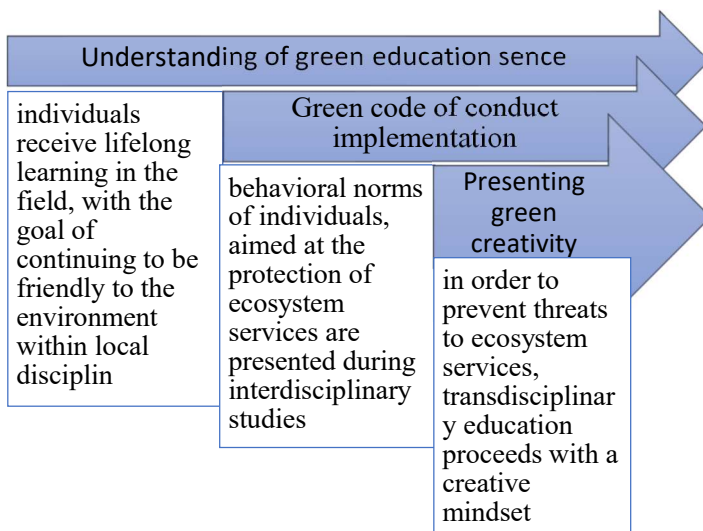 Understanding of green education sence
individuals
receive lifelong
learning in the
field, with the
goal of
continuing to be
friendly to the
environment
within local
disciplin
Green code of conduct
implementation
behavioral norms
of individuals,
aimed at the
protection of
ecosystem
services are
presented during
interdisciplinary
studies
Presenting
green
creativity
in order to
prevent threats
to ecosystem
services,
transdisciplinar
y education
proceeds with a
creative
mindset